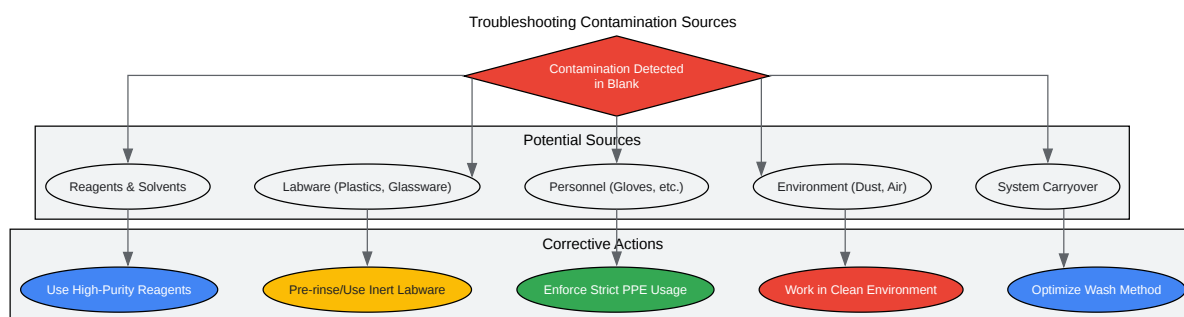 Troubleshooting Contamination Sources
Contamination Detected
in Blank
Potential Sources
Reagents & Solvents
Labware (Plastics, Glassware)
Personnel (Gloves, etc.)
Environment (Dust, Air)
System Carryover
Corrective Actions
Use High-Purity Reagents
Pre-rinse/Use Inert Labware
Enforce Strict PPE Usage
Work in Clean Environment
Optimize Wash Method